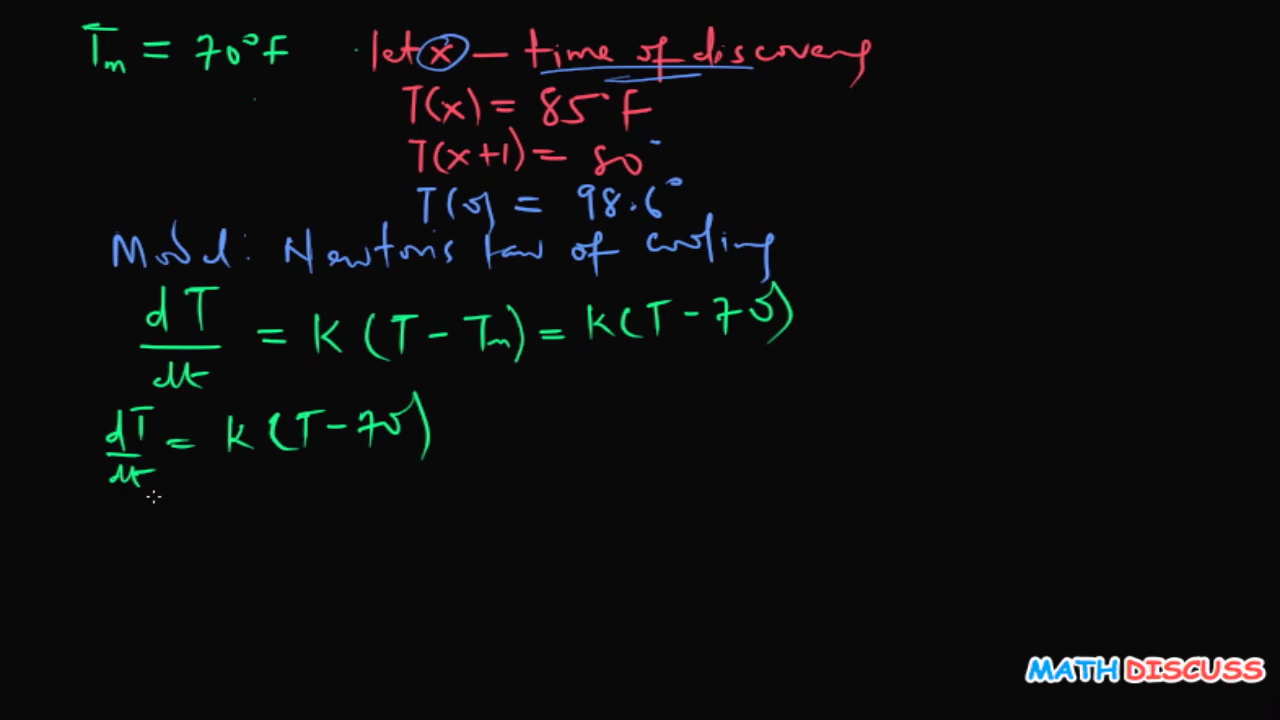 Tm = 70°F
let x – time of discovery
T(x) = 85°F
T(x+1) = 80°
T(0) = 98.6°
Model: Newton's Law of cooling
dT/dt = K(T - Tm) = K(T - 70)
dT/dt = K(T - 70)
MATH DISCUSS